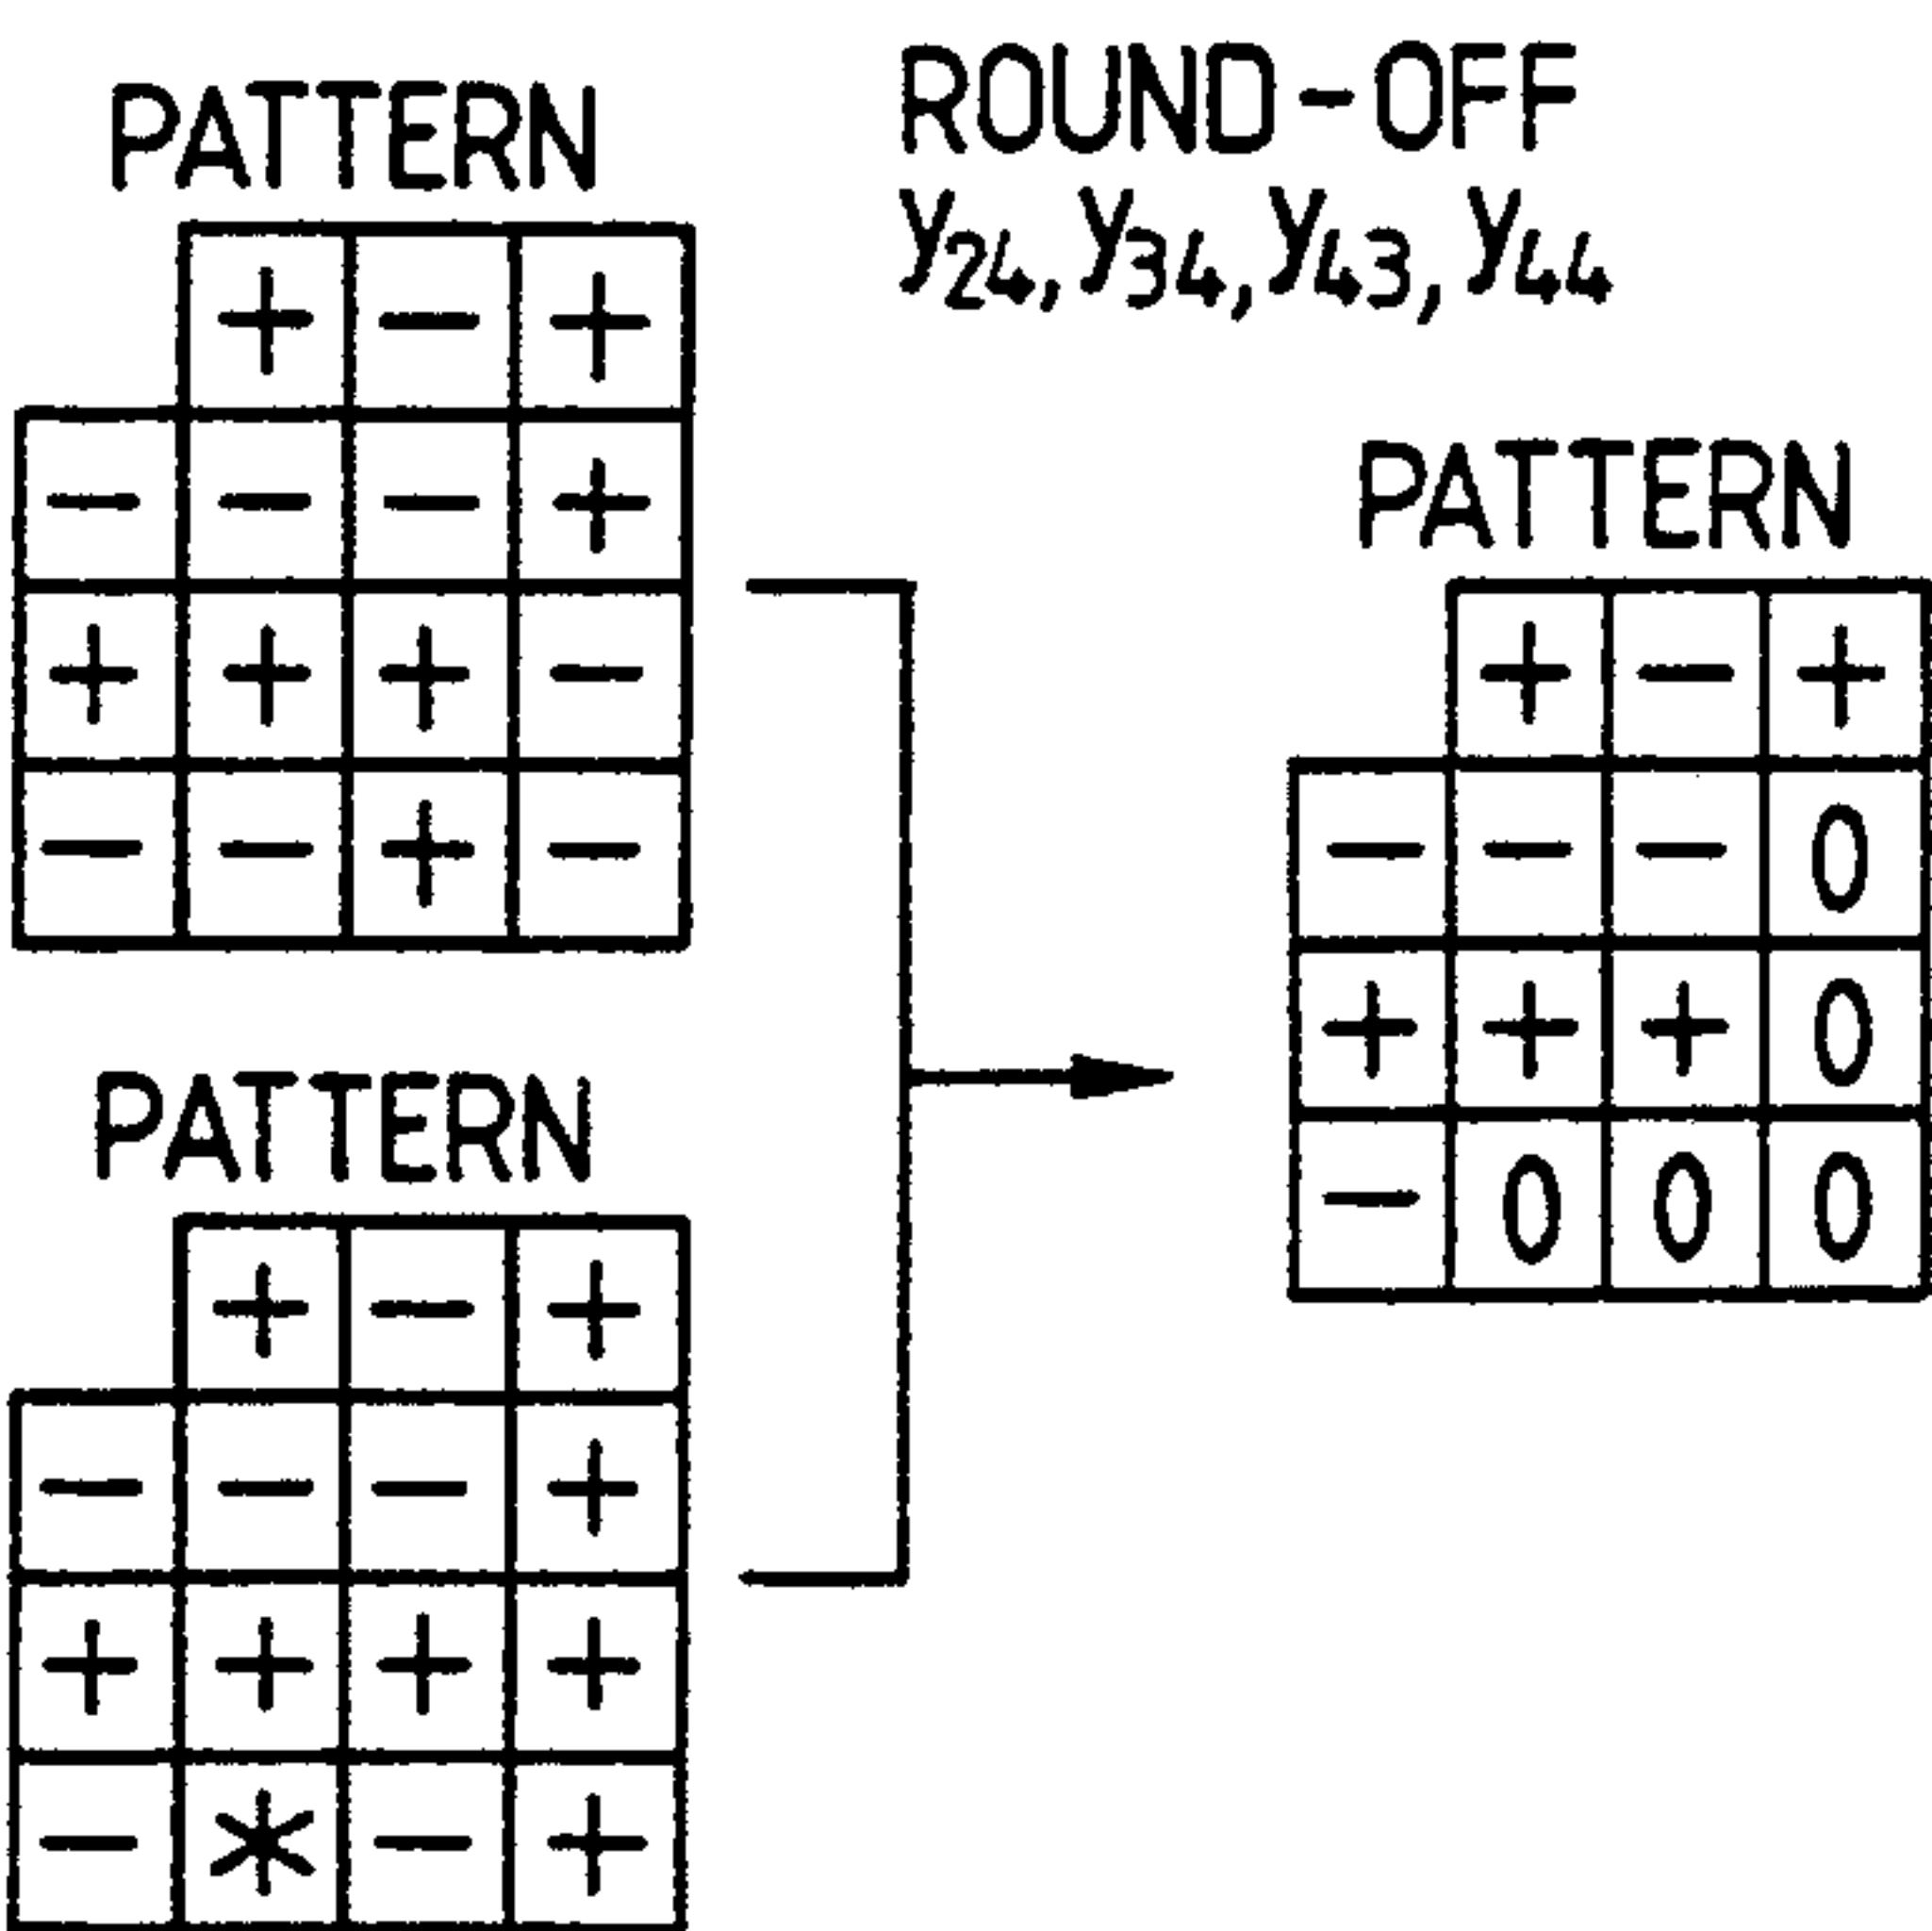 PATTERN
+ − +
− − − +
+ + + −
− − + −
ROUND-OFF
y24, y34, y43, y44
PATTERN
+ − +
− − − +
+ + + +
− * − +
PATTERN
+ − +
− − − 0
+ + + 0
− 0 0 0